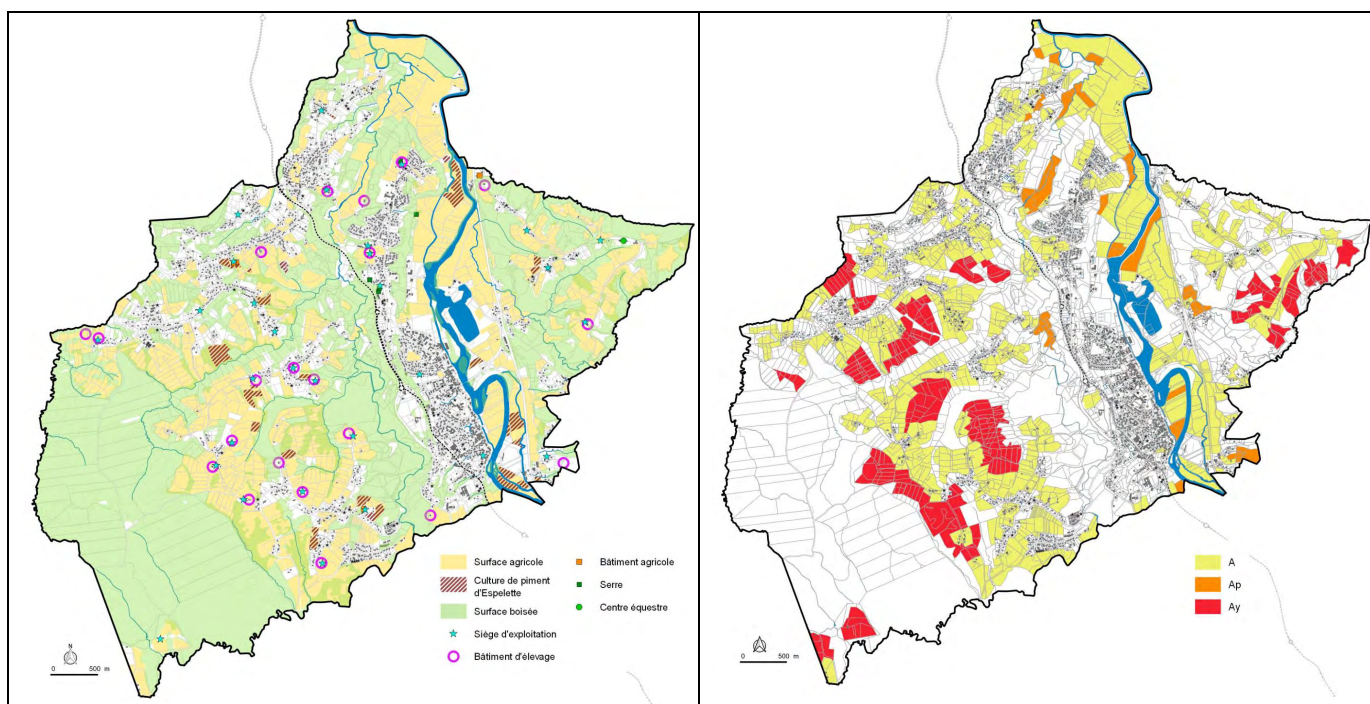 Surface agricole
Culture de piment
d'Espelette
Surface boisée
Siège d'exploitation
Bâtiment d'élevage
Bâtiment agricole
Serre
Centre équestre
N
0 500 m
A
Ap
Ay
0 500 m